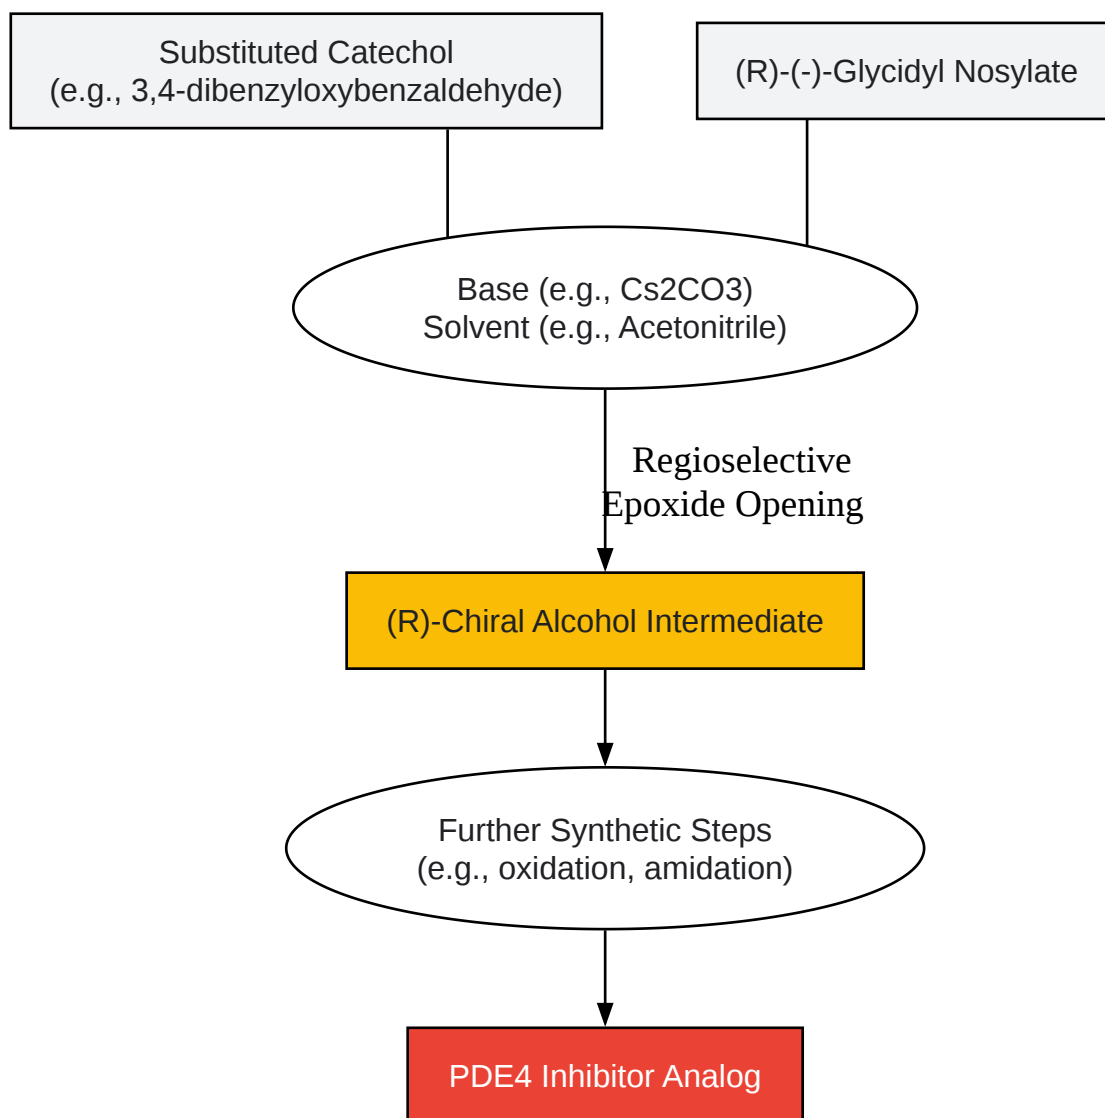 Substituted Catechol
(e.g., 3,4-dibenzyloxybenzaldehyde)
(R)-(-)-Glycidyl Nosylate
Base (e.g., Cs2CO3)
Solvent (e.g., Acetonitrile)
Regioselective
Epoxide Opening
(R)-Chiral Alcohol Intermediate
Further Synthetic Steps
(e.g., oxidation, amidation)
PDE4 Inhibitor Analog